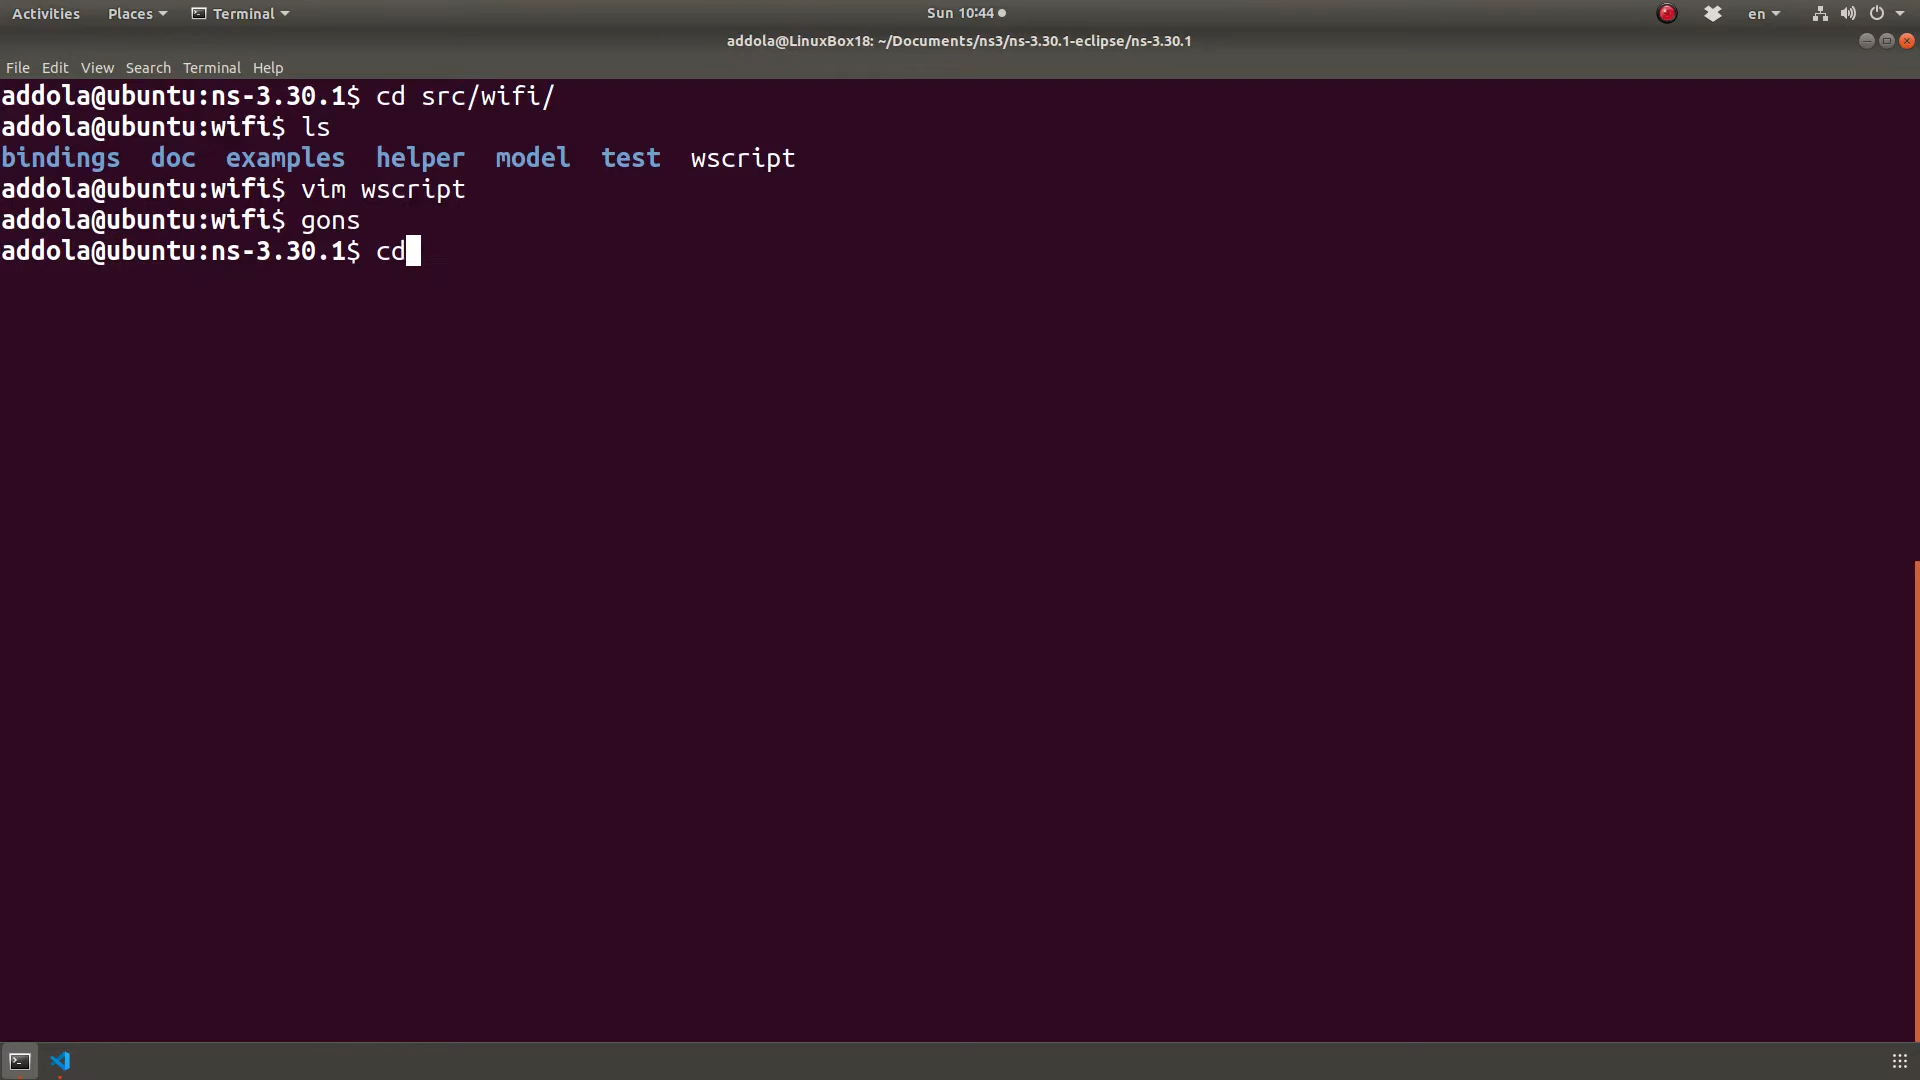 Activities Places Terminal Sun 10:44 en
addola@LinuxBox18: ~/Documents/ns3/ns-3.30.1-eclipse/ns-3.30.1
File Edit View Search Terminal Help
addola@ubuntu:ns-3.30.1$ cd src/wifi/
addola@ubuntu:wifi$ ls
bindings doc examples helper model test wscript
addola@ubuntu:wifi$ vim wscript
addola@ubuntu:wifi$ gons
addola@ubuntu:ns-3.30.1$ cd